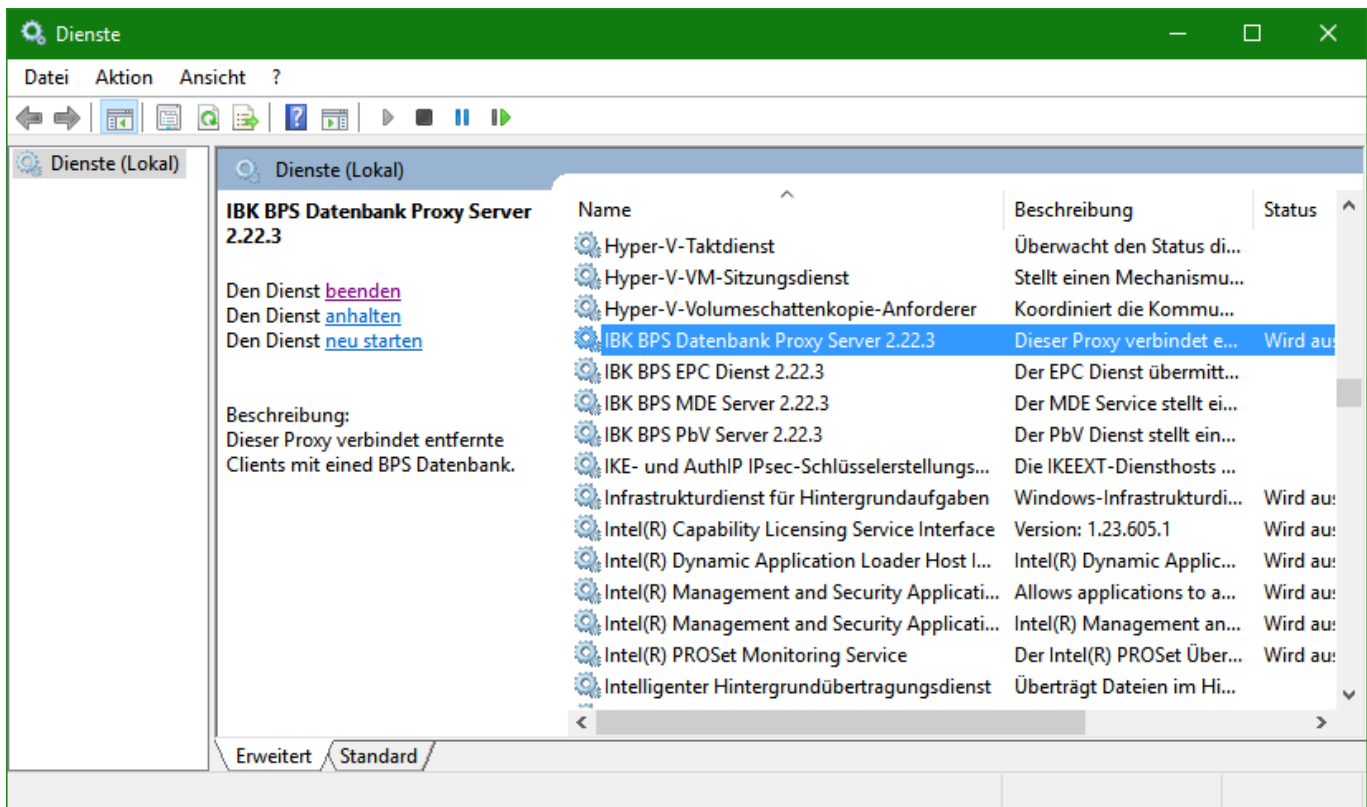 Dienste
Datei Aktion Ansicht ?
Dienste (Lokal)
Dienste (Lokal)
IBK BPS Datenbank Proxy Server
2.22.3
Den Dienst beenden
Den Dienst anhalten
Den Dienst neu starten
Beschreibung:
Dieser Proxy verbindet entfernte
Clients mit eined BPS Datenbank.
Name Beschreibung Status
Hyper-V-Taktdienst Überwacht den Status di...
Hyper-V-VM-Sitzungsdienst Stellt einen Mechanismu...
Hyper-V-Volumeschattenkopie-Anforderer Koordiniert die Kommu...
IBK BPS Datenbank Proxy Server 2.22.3 Dieser Proxy verbindet e... Wird aus
IBK BPS EPC Dienst 2.22.3 Der EPC Dienst übermitt...
IBK BPS MDE Server 2.22.3 Der MDE Service stellt ei...
IBK BPS PbV Server 2.22.3 Der PbV Dienst stellt ein...
IKE- und AuthIP IPsec-Schlüsselerstellungs... Die IKEEXT-Diensthosts ...
Infrastrukturdienst für Hintergrundaufgaben Windows-Infrastrukturdi... Wird aus
Intel(R) Capability Licensing Service Interface Version: 1.23.605.1 Wird aus
Intel(R) Dynamic Application Loader Host I... Intel(R) Dynamic Applic... Wird aus
Intel(R) Management and Security Applicati... Allows applications to a... Wird aus
Intel(R) Management and Security Applicati... Intel(R) Management an... Wird aus
Intel(R) PROSet Monitoring Service Der Intel(R) PROSet Über... Wird aus
Intelligenter Hintergrundübertragungsdienst Überträgt Dateien im Hi...
Erweitert Standard